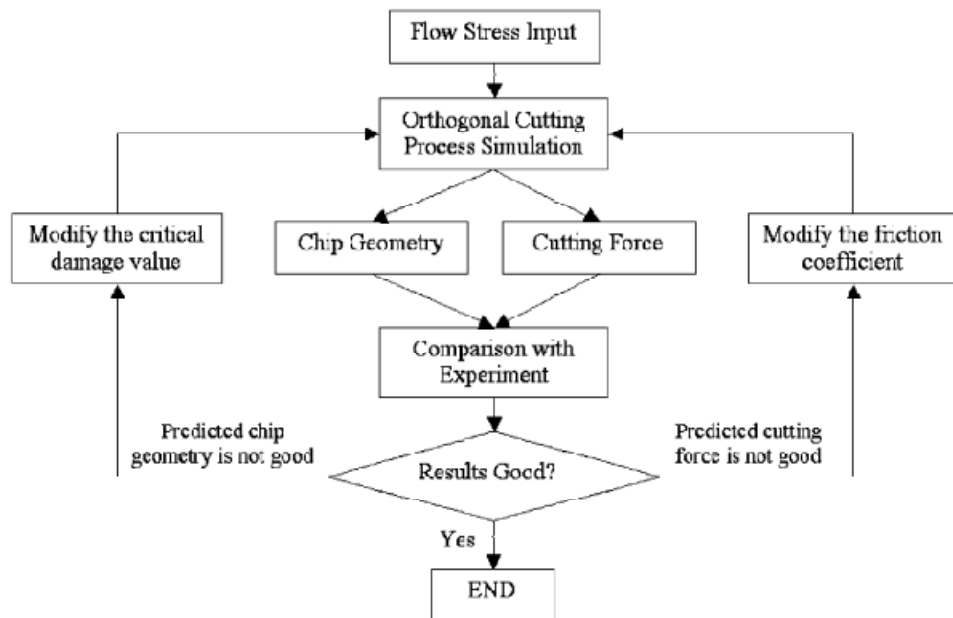 Flow Stress Input
Orthogonal Cutting
Process Simulation
Modify the critical
damage value
Chip Geometry
Cutting Force
Modify the friction
coefficient
Comparison with
Experiment
Predicted chip
geometry is not good
Predicted cutting
force is not good
Results Good?
Yes
END